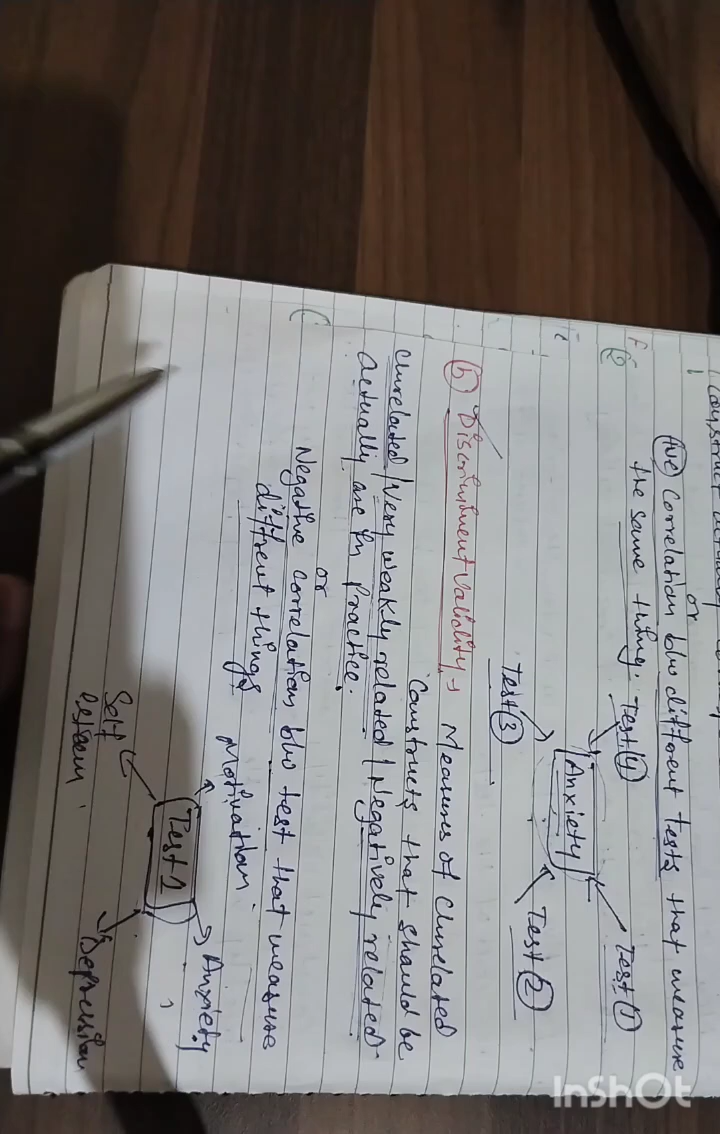 or
(+ve) Correlation b/w different tests that measure
the same thing.
Test ④
Test ①
Anxiety
Test ③
Test ②
(b) Discriminent Validity → Measures of Unrelated
Constructs that should be
Unrelated / Very weakly related / Negatively related
actually are in Practice.
or
Negative correlation b/w test that measure
different things
Motivation
Anxiety
Test 1
Self
Esteem
Depression
InShOt